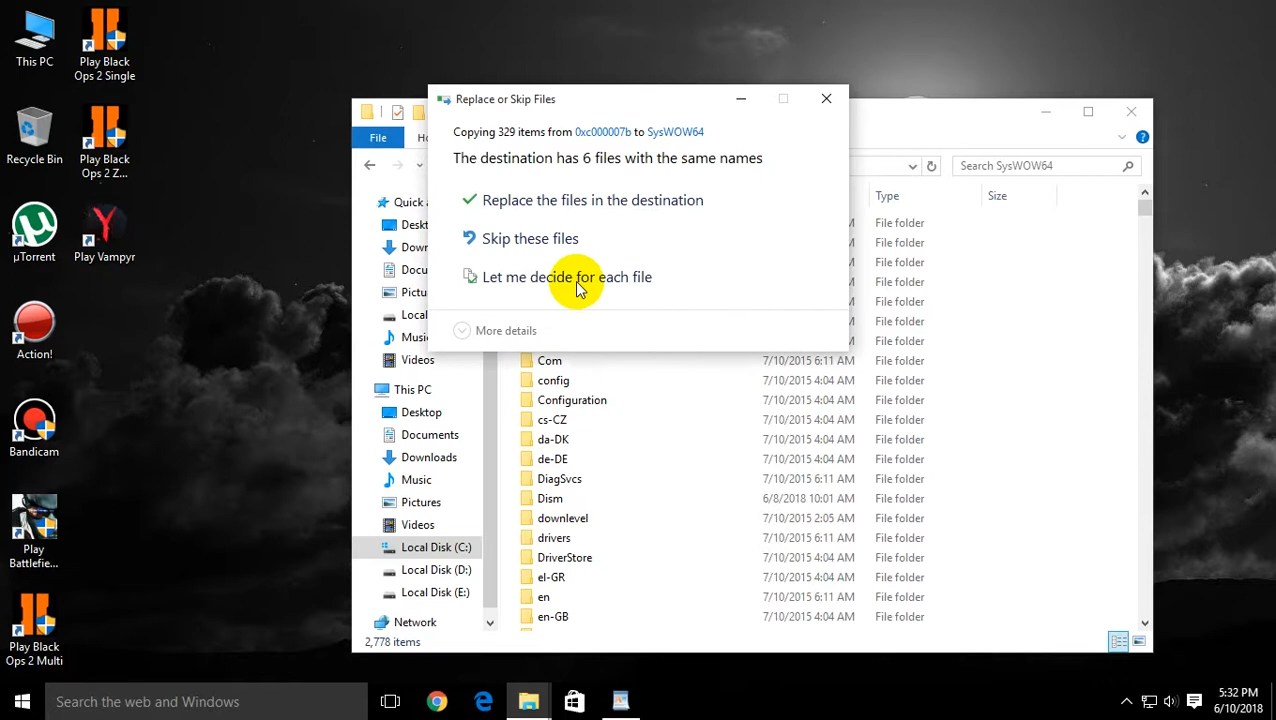 This PC
Play Black
Ops 2 Single
Recycle Bin
Play Black
Ops 2 Z...
µTorrent
Play Vampyr
Action!
Bandicam
Play
Battlefie...
Play Black
Ops 2 Multi
Replace or Skip Files
Copying 329 items from 0xc000007b to SysWOW64
The destination has 6 files with the same names
Replace the files in the destination
Skip these files
Let me decide for each file
More details
File
Search SysWOW64
Type
Size
Quick
Desktop
This PC
Desktop
Documents
Downloads
Music
Pictures
Videos
Local Disk (C:)
Local Disk (D:)
Local Disk (E:)
Network
File folder
File folder
File folder
File folder
File folder
File folder
File folder
Com 7/10/2015 6:11 AM File folder
config 7/10/2015 4:04 AM File folder
Configuration 7/10/2015 4:04 AM File folder
cs-CZ 7/10/2015 4:04 AM File folder
da-DK 7/10/2015 4:04 AM File folder
de-DE 7/10/2015 4:04 AM File folder
DiagSvcs 7/10/2015 4:04 AM File folder
Dism 6/8/2018 10:01 AM File folder
downlevel 7/10/2015 2:05 AM File folder
drivers 7/10/2015 6:11 AM File folder
DriverStore 7/10/2015 4:04 AM File folder
el-GR 7/10/2015 4:04 AM File folder
en 7/10/2015 6:11 AM File folder
en-GB 7/10/2015 4:04 AM File folder
2,778 items
Search the web and Windows
5:32 PM
6/10/2018